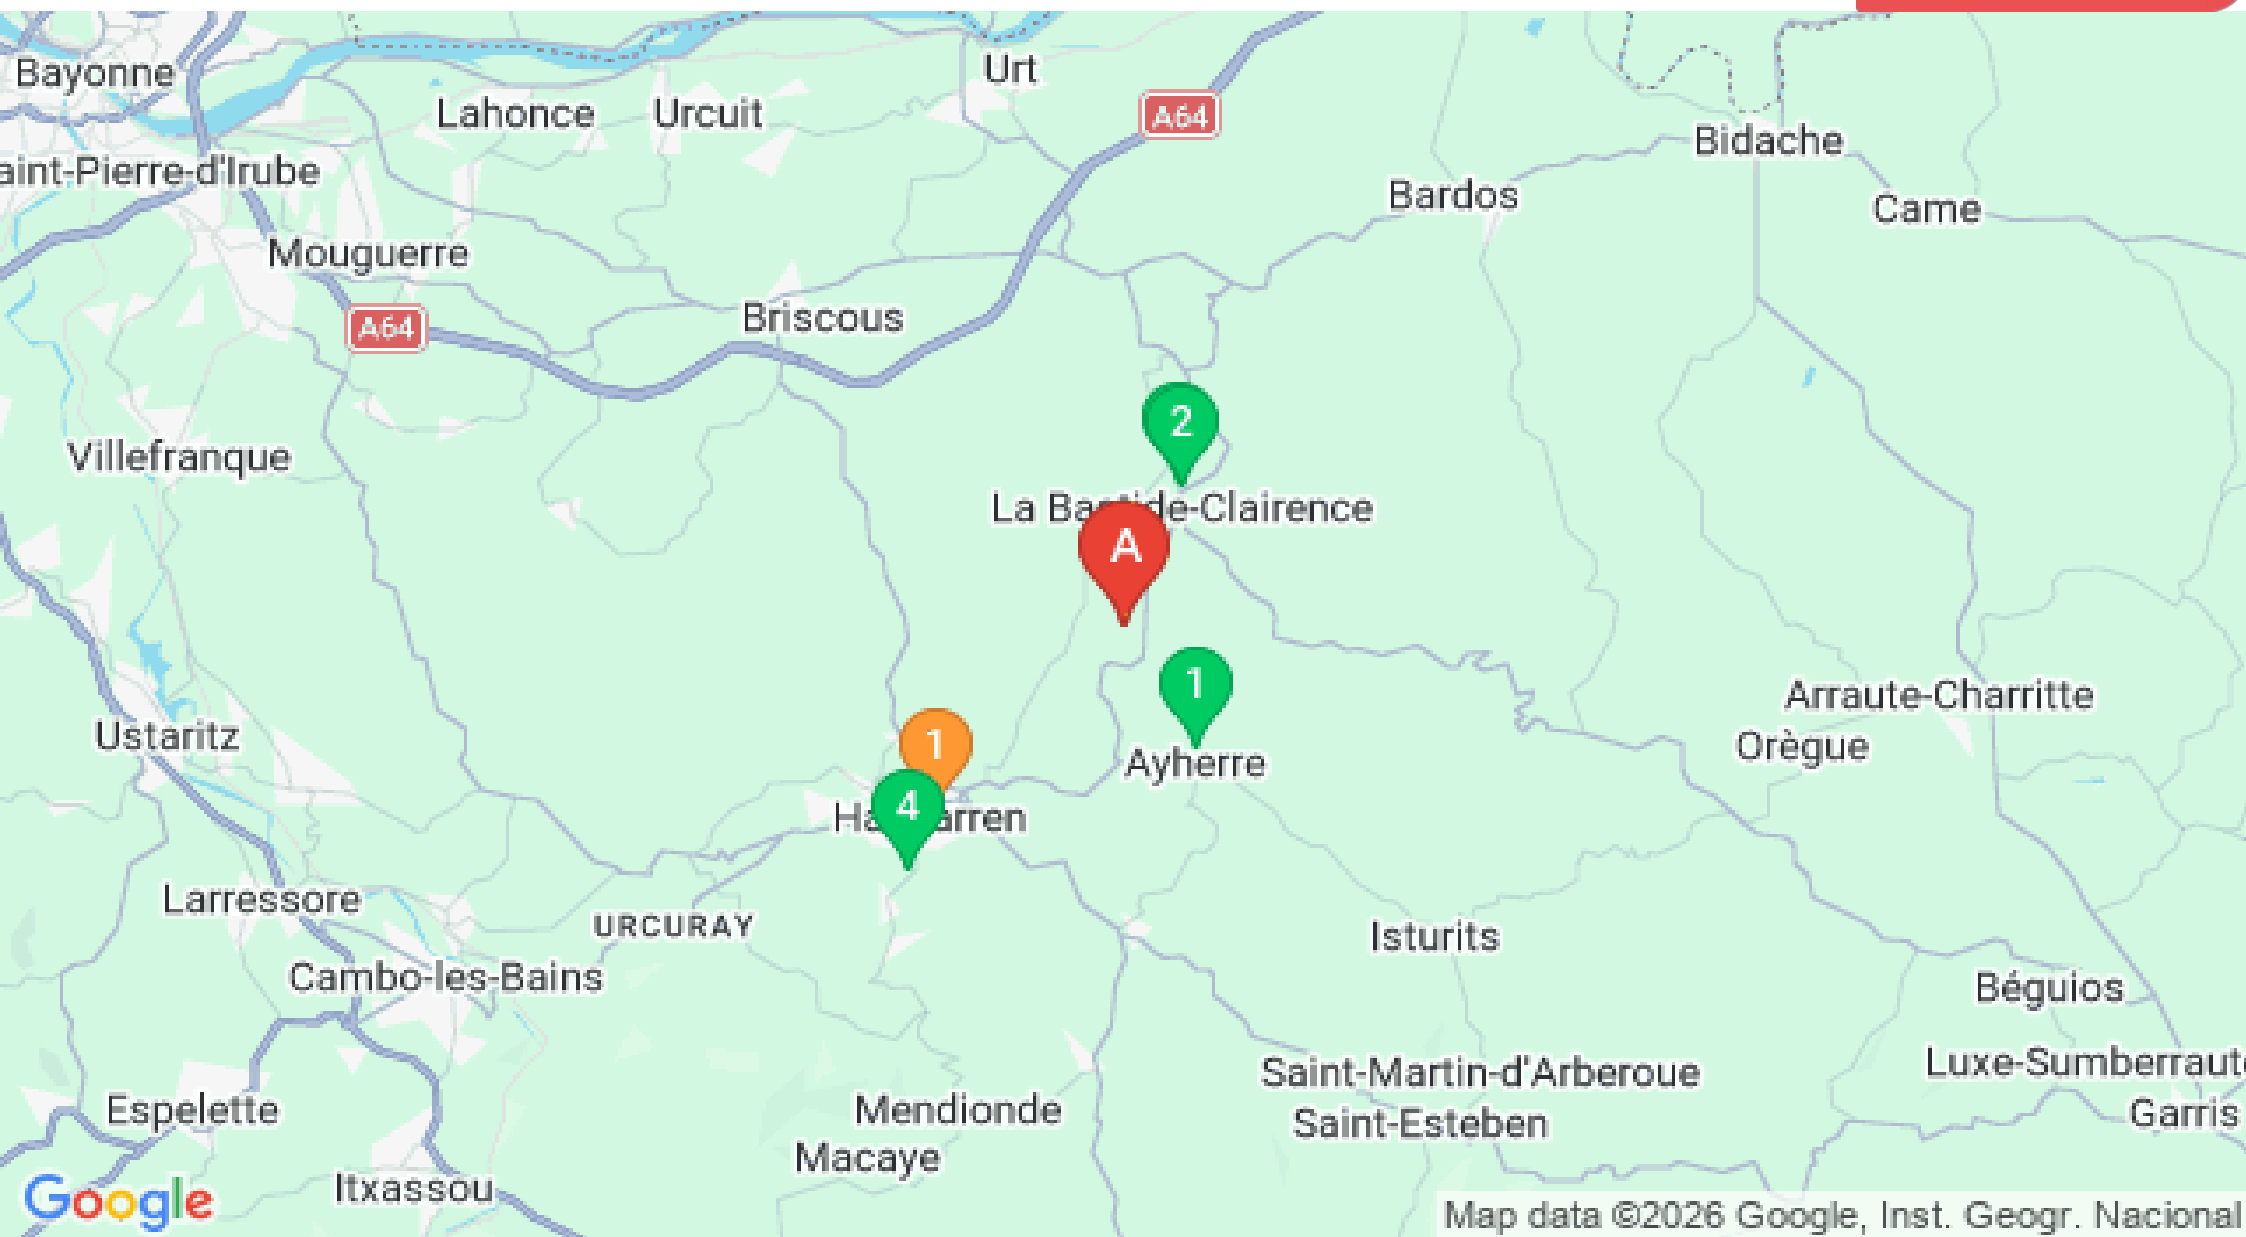 Bayonne
Urt
Lahonce
Urcuit
A64
Bidache
aint-Pierre-d'Irube
Bardos
Came
Mouguerre
Briscous
A64
2
Villefranque
La Bastide-Clairence
A
1
Arraute-Charritte
Ustaritz
1
Orègue
Ayherre
4
Larressore
URCURAY
Isturits
Cambo-les-Bains
Béguios
Luxe-Sumberraute
Saint-Martin-d'Arberoue
Espelette
Mendionde
Garris
Saint-Esteben
Macaye
Itxassou
Google
Map data ©2026 Google, Inst. Geogr. Nacional